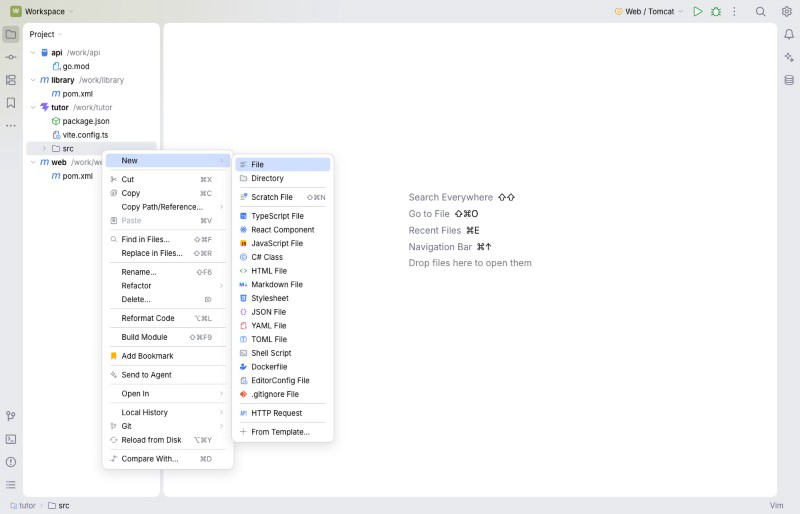 W Workspace
Web / Tomcat
Project
api /work/api
go.mod
library /work/library
pom.xml
tutor /work/tutor
package.json
vite.config.ts
src
web /work/we
pom.xml
New
Cut ⌘X
Copy ⌘C
Copy Path/Reference...
Paste ⌘V
Find in Files... ⇧⌘F
Replace in Files... ⇧⌘R
Rename... ⇧F6
Refactor
Delete... ⌦
Reformat Code ⌥⌘L
Build Module ⇧⌘F9
Add Bookmark
Send to Agent
Open In
Local History
Git
Reload from Disk ⌥⌘Y
Compare With... ⌘D
File
Directory
Scratch File ⇧⌘N
TypeScript File
React Component
JS JavaScript File
C# Class
HTML File
M↓ Markdown File
Stylesheet
JSON File
YAML File
TOML File
Shell Script
Dockerfile
EditorConfig File
.gitignore File
API HTTP Request
From Template...
Search Everywhere ⇧⇧
Go to File ⇧⌘O
Recent Files ⌘E
Navigation Bar ⌘↑
Drop files here to open them
tutor › src
Vim